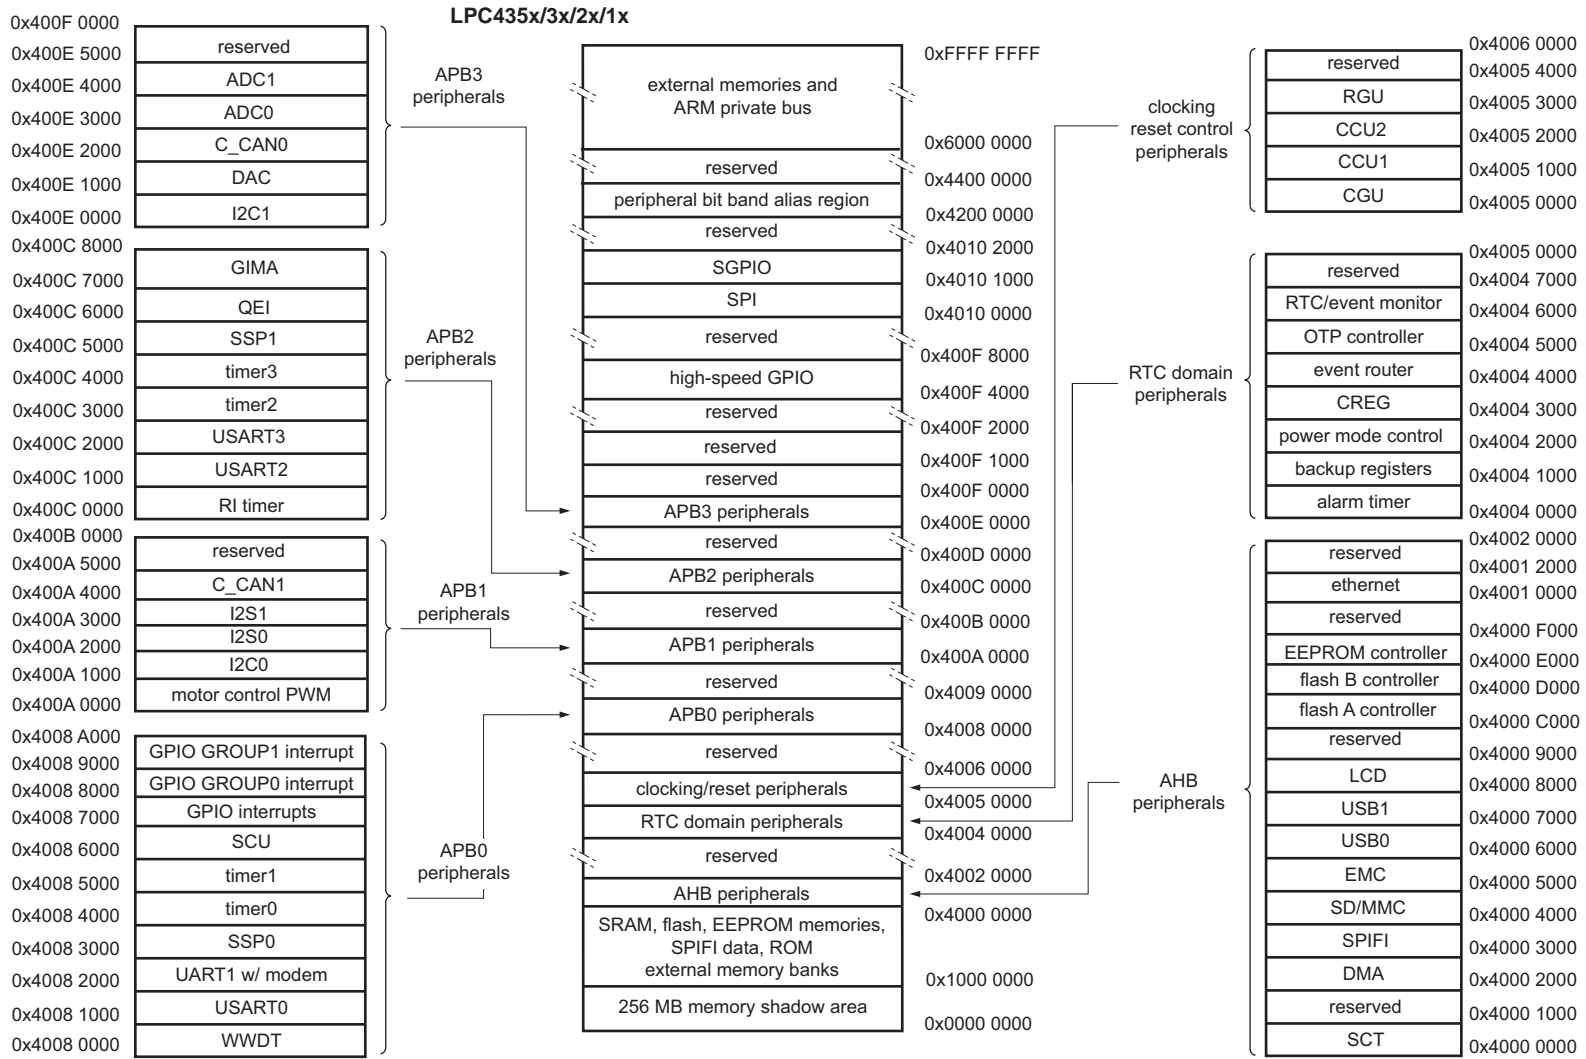 LPC435x/3x/2x/1x
0x400F 0000
reserved
0x400E 5000
ADC1
0x400E 4000
ADC0
0x400E 3000
C_CAN0
0x400E 2000
DAC
0x400E 1000
I2C1
0x400E 0000
APB3
peripherals
0x400C 8000
GIMA
0x400C 7000
QEI
0x400C 6000
SSP1
0x400C 5000
timer3
0x400C 4000
timer2
0x400C 3000
USART3
0x400C 2000
USART2
0x400C 1000
RI timer
0x400C 0000
APB2
peripherals
0x400B 0000
reserved
0x400A 5000
C_CAN1
0x400A 4000
I2S1
0x400A 3000
I2S0
0x400A 2000
I2C0
0x400A 1000
motor control PWM
0x400A 0000
APB1
peripherals
0x4008 A000
GPIO GROUP1 interrupt
0x4008 9000
GPIO GROUP0 interrupt
0x4008 8000
GPIO interrupts
0x4008 7000
SCU
0x4008 6000
timer1
0x4008 5000
timer0
0x4008 4000
SSP0
0x4008 3000
UART1 w/ modem
0x4008 2000
USART0
0x4008 1000
WWDT
0x4008 0000
APB0
peripherals
0xFFFF FFFF
external memories and
ARM private bus
0x6000 0000
reserved
0x4400 0000
peripheral bit band alias region
0x4200 0000
reserved
0x4010 2000
SGPIO
0x4010 1000
SPI
0x4010 0000
reserved
0x400F 8000
high-speed GPIO
0x400F 4000
reserved
0x400F 2000
reserved
0x400F 1000
reserved
0x400F 0000
APB3 peripherals
0x400E 0000
reserved
0x400D 0000
APB2 peripherals
0x400C 0000
reserved
0x400B 0000
APB1 peripherals
0x400A 0000
reserved
0x4009 0000
APB0 peripherals
0x4008 0000
reserved
0x4006 0000
clocking/reset peripherals
0x4005 0000
RTC domain peripherals
0x4004 0000
reserved
0x4002 0000
AHB peripherals
0x4000 0000
SRAM, flash, EEPROM memories,
SPIFI data, ROM
external memory banks
0x1000 0000
256 MB memory shadow area
0x0000 0000
clocking
reset control
peripherals
0x4006 0000
reserved
0x4005 4000
RGU
0x4005 3000
CCU2
0x4005 2000
CCU1
0x4005 1000
CGU
0x4005 0000
RTC domain
peripherals
0x4005 0000
reserved
0x4004 7000
RTC/event monitor
0x4004 6000
OTP controller
0x4004 5000
event router
0x4004 4000
CREG
0x4004 3000
power mode control
0x4004 2000
backup registers
0x4004 1000
alarm timer
0x4004 0000
AHB
peripherals
0x4002 0000
reserved
0x4001 2000
ethernet
0x4001 0000
reserved
0x4000 F000
EEPROM controller
0x4000 E000
flash B controller
0x4000 D000
flash A controller
0x4000 C000
reserved
0x4000 9000
LCD
0x4000 8000
USB1
0x4000 7000
USB0
0x4000 6000
EMC
0x4000 5000
SD/MMC
0x4000 4000
SPIFI
0x4000 3000
DMA
0x4000 2000
reserved
0x4000 1000
SCT
0x4000 0000